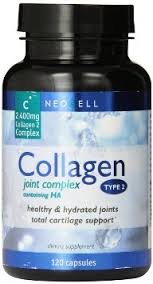 C
2,400mg
Collagen 2
Complex
NEOCELL
Collagen
joint complex
TYPE 2
containing HA
healthy & hydrated joints
total cartilage support
dietary supplement
120 capsules